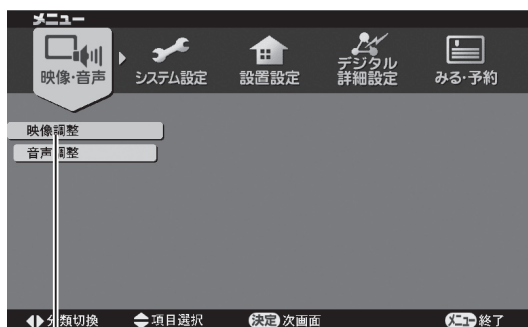 メニュー
映像・音声
システム設定
設置設定
デジタル
詳細設定
みる・予約
映像調整
音声調整
分類切換 項目選択 決定 次画面 メニュー 終了